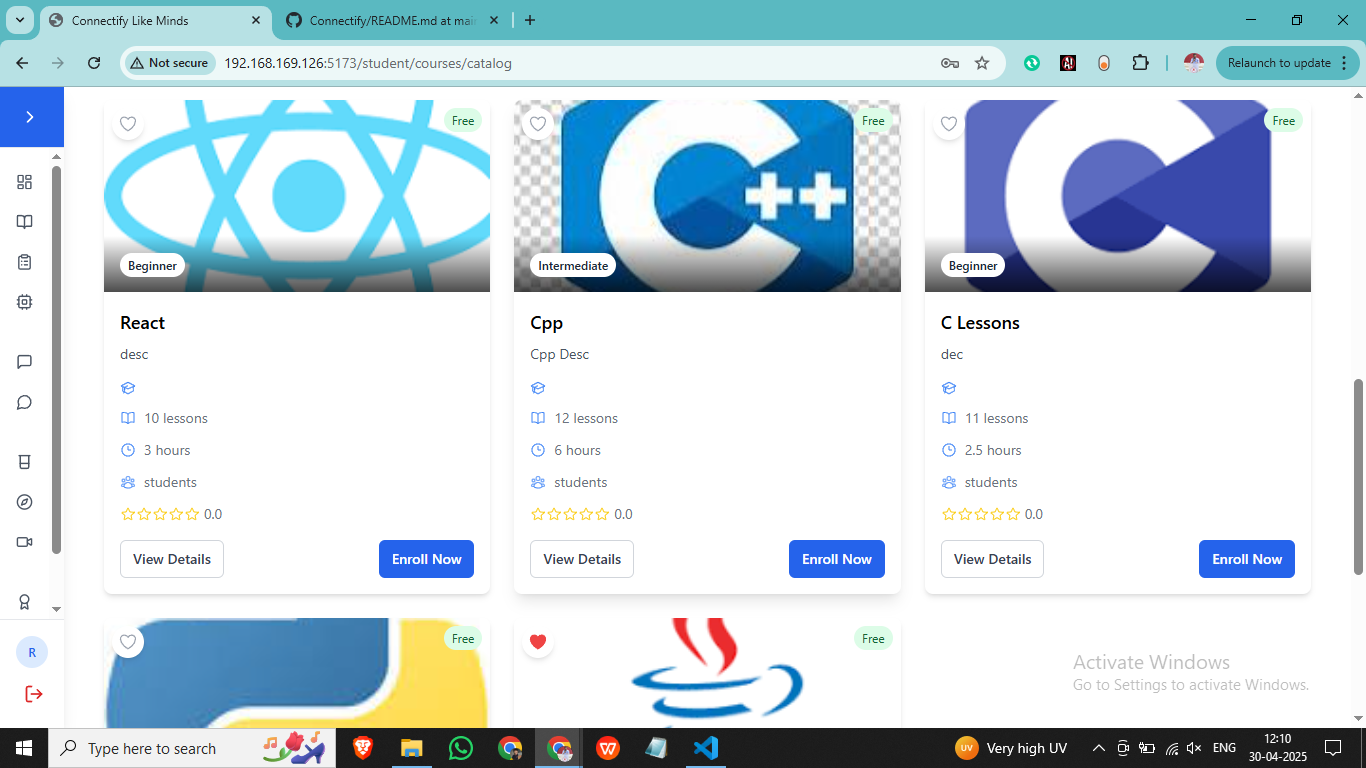 Connectify Like Minds
Connectify/README.md at mai
Not secure
192.168.169.126:5173/student/courses/catalog
Relaunch to update
Free
Beginner
React
desc
10 lessons
3 hours
students
0.0
View Details
Enroll Now
Free
C++
Intermediate
Cpp
Cpp Desc
12 lessons
6 hours
students
0.0
View Details
Enroll Now
Free
C
Beginner
C Lessons
dec
11 lessons
2.5 hours
students
0.0
View Details
Enroll Now
Free
Free
R
Activate Windows
Go to Settings to activate Windows.
Type here to search
UV
Very high UV
ENG
12:10
30-04-2025